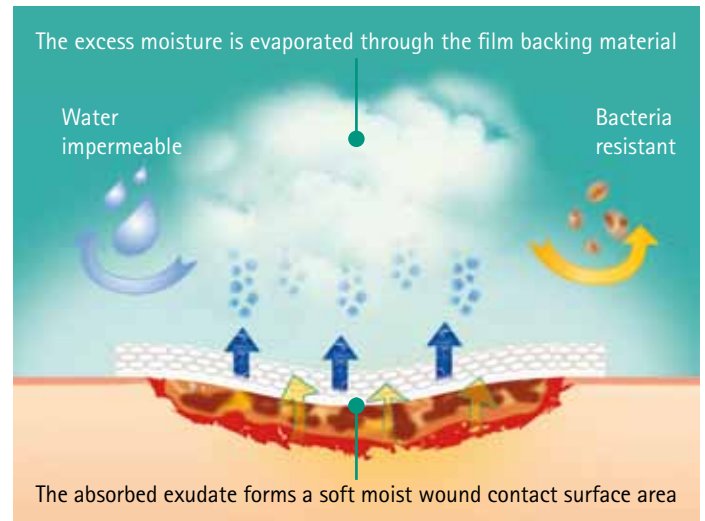 The excess moisture is evaporated through the film backing material
Water
impermeable
Bacteria
resistant
The absorbed exudate forms a soft moist wound contact surface area